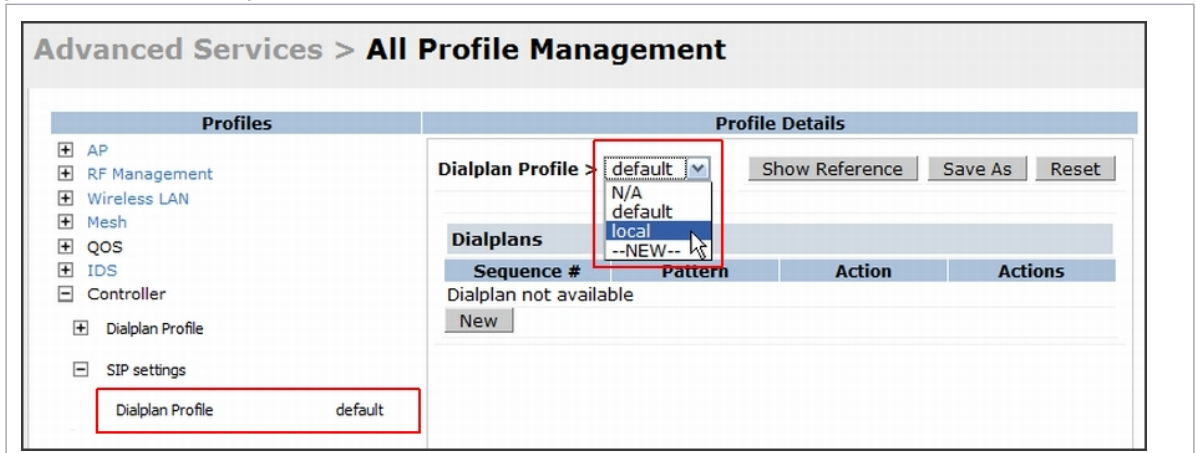 Advanced Services > All Profile Management
Profiles
Profile Details
AP
RF Management
Wireless LAN
Mesh
QOS
IDS
Controller
Dialplan Profile
SIP settings
Dialplan Profile default
Dialplan Profile > default Show Reference Save As Reset
N/A
default
local
--NEW--
Dialplans
Sequence # Pattern Action Actions
Dialplan not available
New